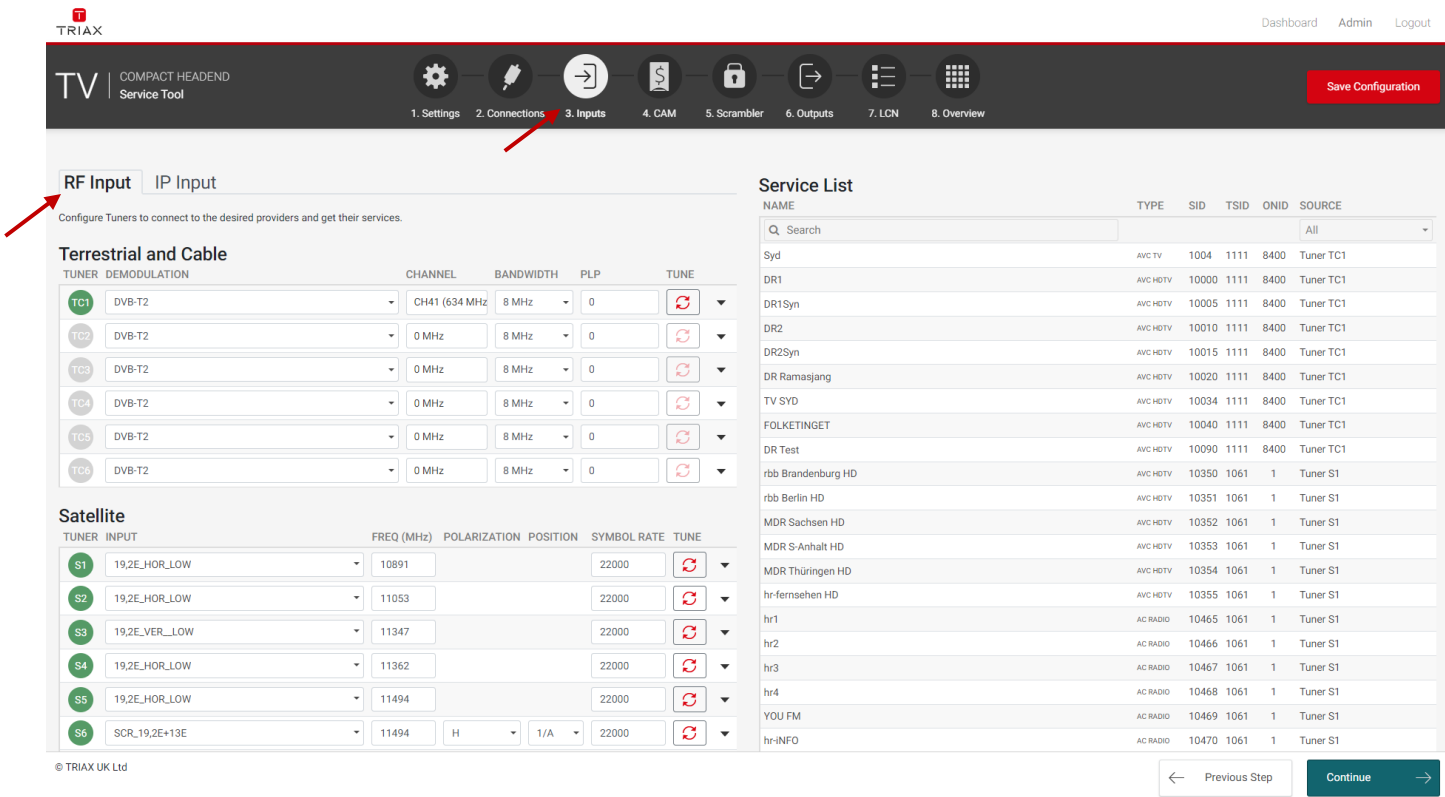 TRIAX
Dashboard Admin Logout
TV COMPACT HEADEND
Service Tool
1. Settings 2. Connections 3. Inputs 4. CAM 5. Scrambler 6. Outputs 7. LCN 8. Overview
Save Configuration
RF Input IP Input
Configure Tuners to connect to the desired providers and get their services.
Terrestrial and Cable
TUNER DEMODULATION CHANNEL BANDWIDTH PLP TUNE
TC1 DVB-T2 CH41 (634 MHz 8 MHz 0
TC2 DVB-T2 0 MHz 8 MHz 0
TC3 DVB-T2 0 MHz 8 MHz 0
TC4 DVB-T2 0 MHz 8 MHz 0
TC5 DVB-T2 0 MHz 8 MHz 0
TC6 DVB-T2 0 MHz 8 MHz 0
Satellite
TUNER INPUT FREQ (MHz) POLARIZATION POSITION SYMBOL RATE TUNE
S1 19,2E_HOR_LOW 10891 22000
S2 19,2E_HOR_LOW 11053 22000
S3 19,2E_VER__LOW 11347 22000
S4 19,2E_HOR_LOW 11362 22000
S5 19,2E_HOR_LOW 11494 22000
S6 SCR_19,2E+13E 11494 H 1/A 22000
Service List
NAME TYPE SID TSID ONID SOURCE
Search All
Syd AVC TV 1004 1111 8400 Tuner TC1
DR1 AVC HDTV 10000 1111 8400 Tuner TC1
DR1Syn AVC HDTV 10005 1111 8400 Tuner TC1
DR2 AVC HDTV 10010 1111 8400 Tuner TC1
DR2Syn AVC HDTV 10015 1111 8400 Tuner TC1
DR Ramasjang AVC HDTV 10020 1111 8400 Tuner TC1
TV SYD AVC HDTV 10034 1111 8400 Tuner TC1
FOLKETINGET AVC HDTV 10040 1111 8400 Tuner TC1
DR Test AVC HDTV 10090 1111 8400 Tuner TC1
rbb Brandenburg HD AVC HDTV 10350 1061 1 Tuner S1
rbb Berlin HD AVC HDTV 10351 1061 1 Tuner S1
MDR Sachsen HD AVC HDTV 10352 1061 1 Tuner S1
MDR S-Anhalt HD AVC HDTV 10353 1061 1 Tuner S1
MDR Thüringen HD AVC HDTV 10354 1061 1 Tuner S1
hr-fernsehen HD AVC HDTV 10355 1061 1 Tuner S1
hr1 AC RADIO 10465 1061 1 Tuner S1
hr2 AC RADIO 10466 1061 1 Tuner S1
hr3 AC RADIO 10467 1061 1 Tuner S1
hr4 AC RADIO 10468 1061 1 Tuner S1
YOU FM AC RADIO 10469 1061 1 Tuner S1
hr-iNFO AC RADIO 10470 1061 1 Tuner S1
© TRIAX UK Ltd
Previous Step
Continue